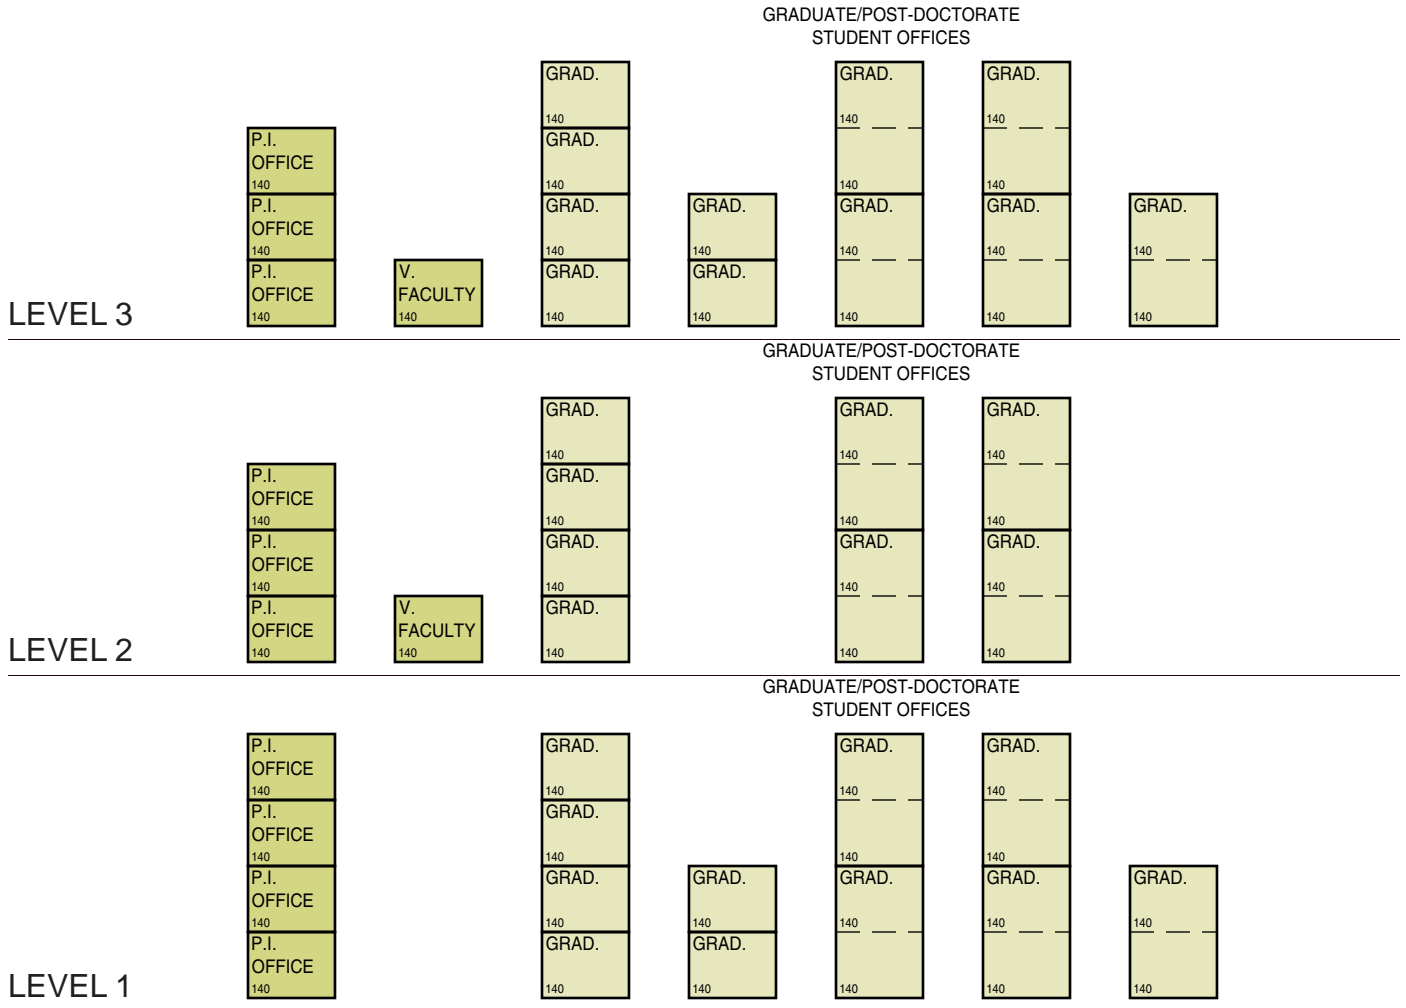 GRADUATE/POST-DOCTORATE
STUDENT OFFICES
GRAD. GRAD. GRAD.
140 140 140
P.I. GRAD.
OFFICE
140 140 140 140
P.I. GRAD. GRAD. GRAD. GRAD. GRAD.
OFFICE
140 140 140 140 140 140
P.I. V. GRAD. GRAD.
OFFICE FACULTY
LEVEL 3 140 140 140 140 140 140 140
GRADUATE/POST-DOCTORATE
STUDENT OFFICES
GRAD. GRAD. GRAD.
140 140 140
P.I. GRAD.
OFFICE
140 140 140 140
P.I. GRAD. GRAD. GRAD.
OFFICE
140 140 140 140
P.I. V. GRAD.
OFFICE FACULTY
LEVEL 2 140 140 140 140 140
GRADUATE/POST-DOCTORATE
STUDENT OFFICES
P.I. GRAD. GRAD. GRAD.
OFFICE
140 140 140 140
P.I. GRAD.
OFFICE
140 140 140 140
P.I. GRAD. GRAD. GRAD. GRAD. GRAD.
OFFICE
140 140 140 140 140 140
P.I. GRAD. GRAD.
OFFICE
LEVEL 1 140 140 140 140 140 140